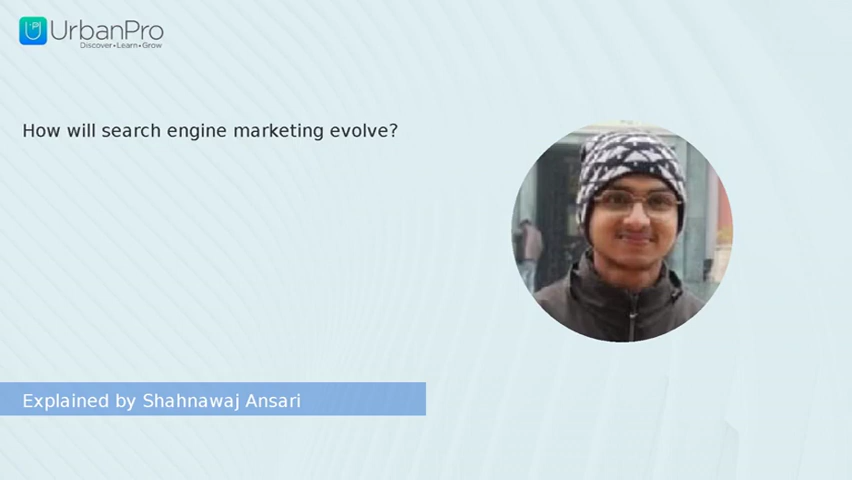 UrbanPro
Discover•Learn•Grow
How will search engine marketing evolve?
Explained by Shahnawaj Ansari